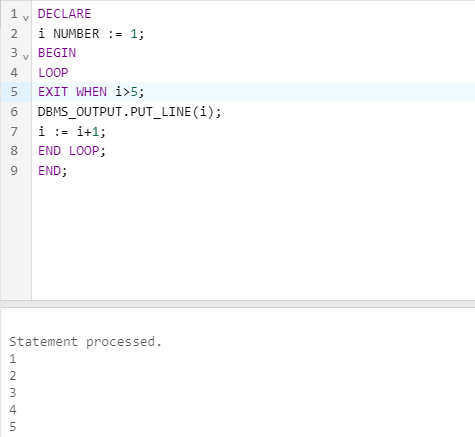 1 DECLARE
2 i NUMBER := 1;
3 BEGIN
4 LOOP
5 EXIT WHEN i>5;
6 DBMS_OUTPUT.PUT_LINE(i);
7 i := i+1;
8 END LOOP;
9 END;
Statement processed.
1
2
3
4
5